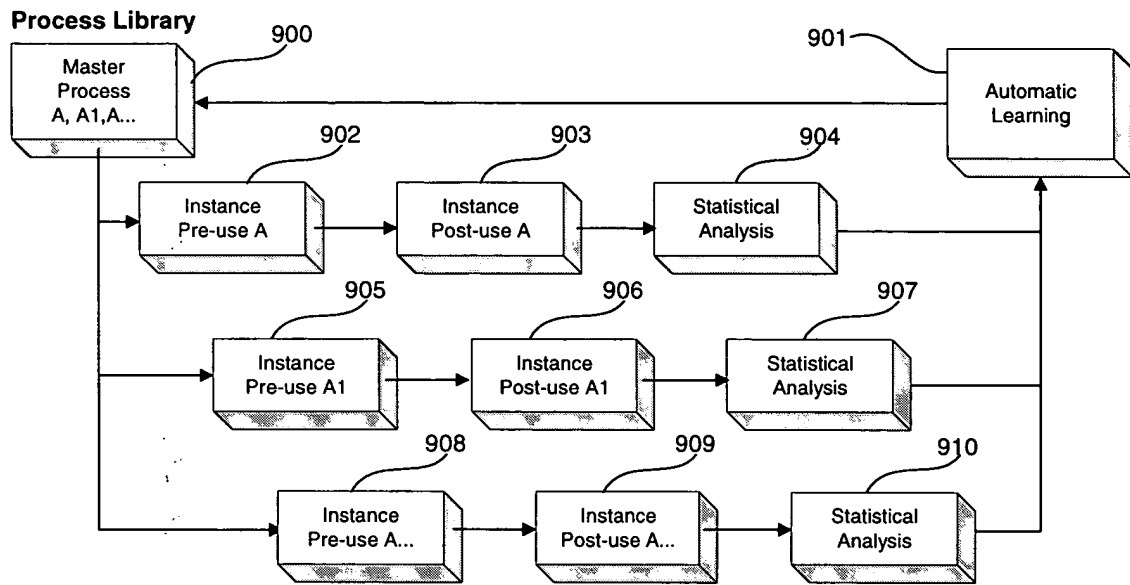 Process Library
900
901
Master
Process
A, A1,A...
Automatic
Learning
902
903
904
Instance
Pre-use A
Instance
Post-use A
Statistical
Analysis
905
906
907
Instance
Pre-use A1
Instance
Post-use A1
Statistical
Analysis
908
909
910
Instance
Pre-use A...
Instance
Post-use A...
Statistical
Analysis